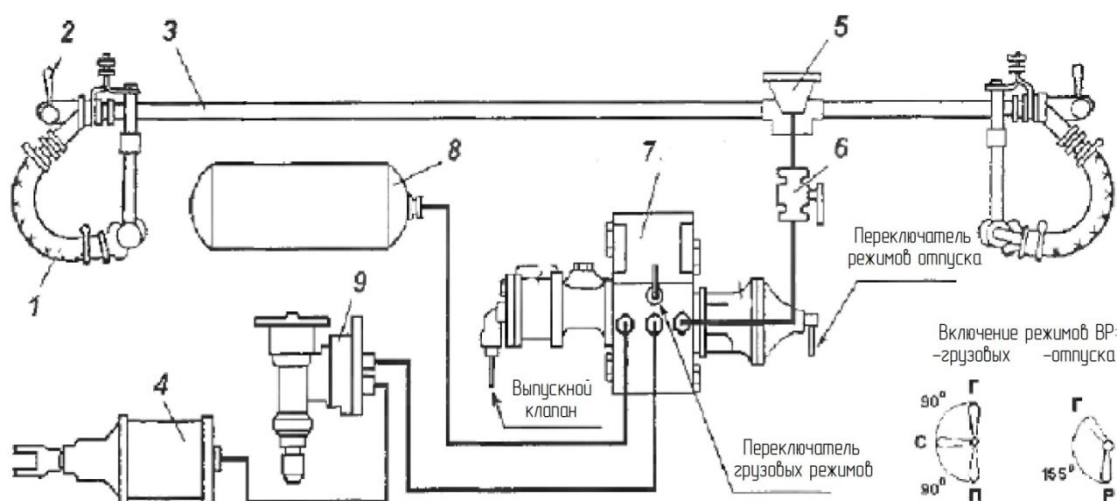 2
3
5
8
7
6
Переключатель
режимов отпуска
1
9
Включение режимов ВР:
-грузовых -отпуска
Выпускной
клапан
4
Переключатель
грузовых режимов
90° Г
С
90° П
Г
155°
Р